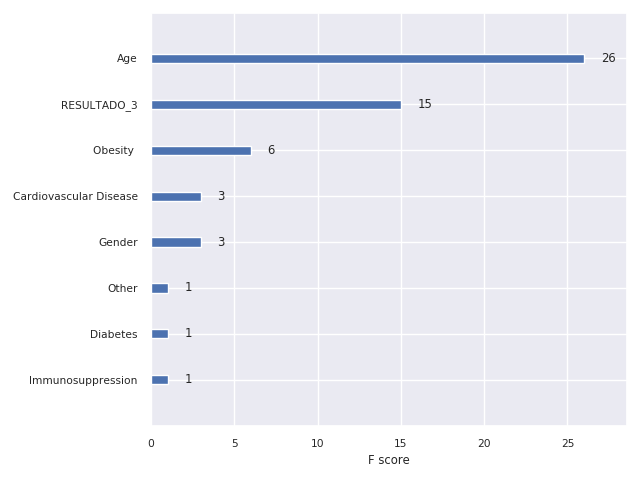 Age 26
RESULTADO_3 15
Obesity 6
Cardiovascular Disease 3
Gender 3
Other 1
Diabetes 1
Immunosuppression 1
0 5 10 15 20 25
F score